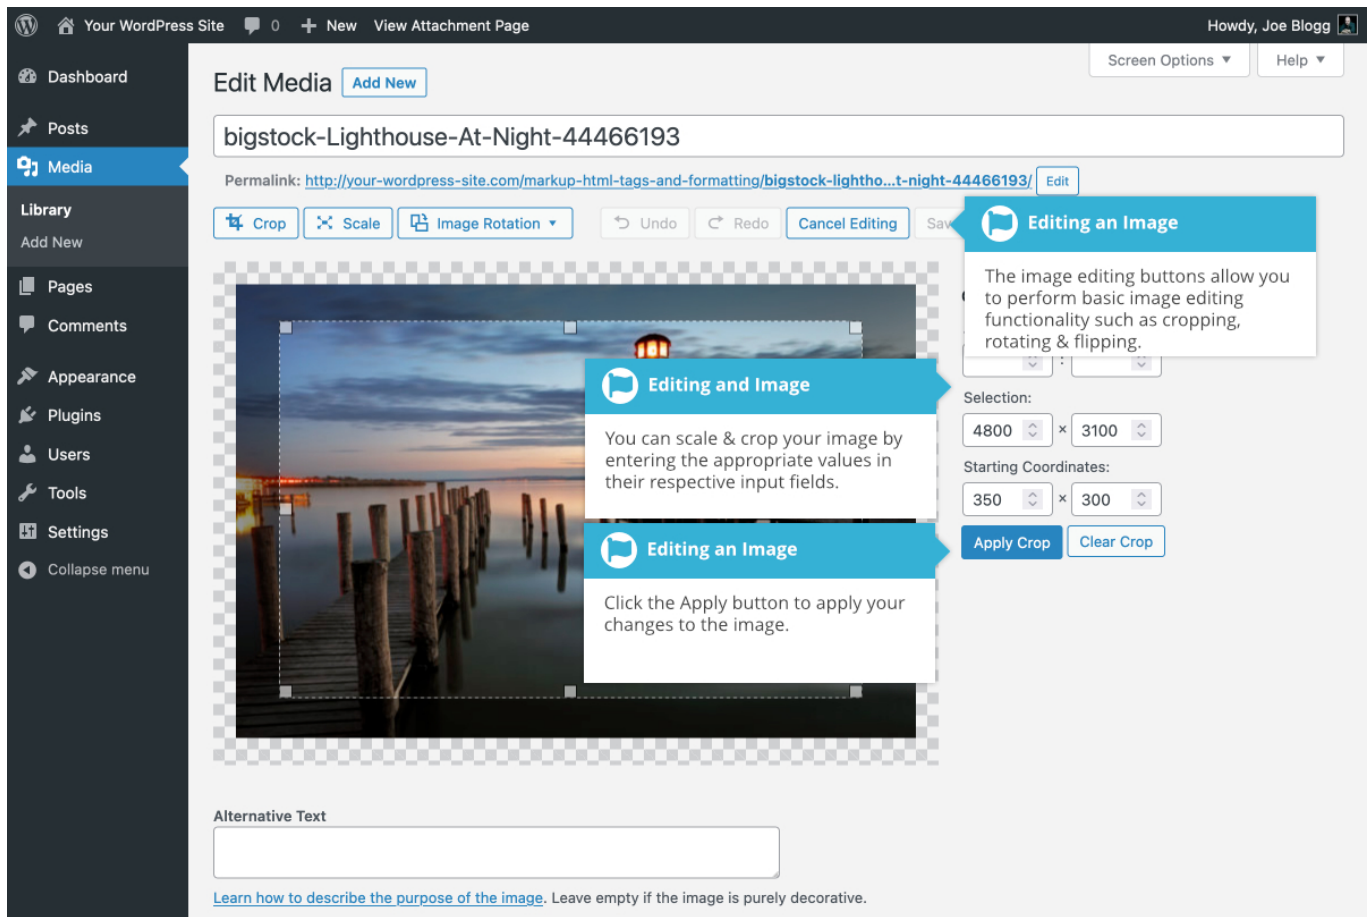 Your WordPress Site 0 New View Attachment Page Howdy, Joe Blogg
Screen Options Help
Dashboard
Posts
Media
Library
Add New
Pages
Comments
Appearance
Plugins
Users
Tools
Settings
Collapse menu
Edit Media Add New
bigstock-Lighthouse-At-Night-44466193
Permalink: http://your-wordpress-site.com/markup-html-tags-and-formatting/bigstock-lightho...t-night-44466193/ Edit
Crop Scale Image Rotation Undo Redo Cancel Editing
Editing an Image
The image editing buttons allow you
to perform basic image editing
functionality such as cropping,
rotating & flipping.
:
Editing and Image
You can scale & crop your image by
entering the appropriate values in
their respective input fields.
Selection:
4800 × 3100
Starting Coordinates:
350 × 300
Apply Crop Clear Crop
Editing an Image
Click the Apply button to apply your
changes to the image.
Alternative Text
Learn how to describe the purpose of the image. Leave empty if the image is purely decorative.